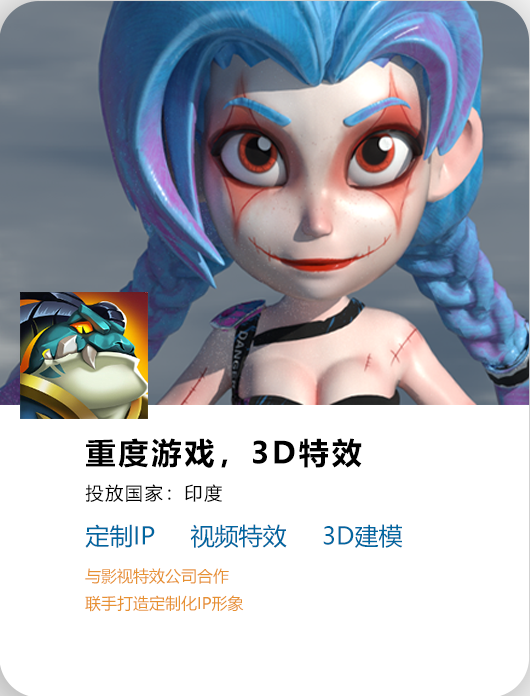 DANGER
重度游戏，3D特效
投放国家：印度
定制IP 视频特效 3D建模
与影视特效公司合作
联手打造定制化IP形象